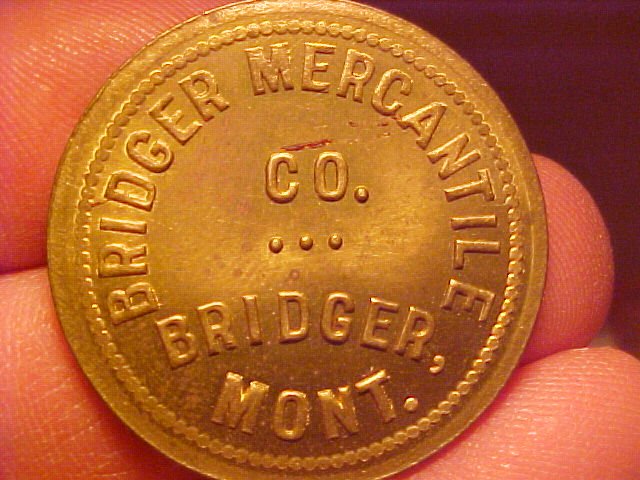 BRIDGER MERCANTILE
CO.
BRIDGER,
MONT.